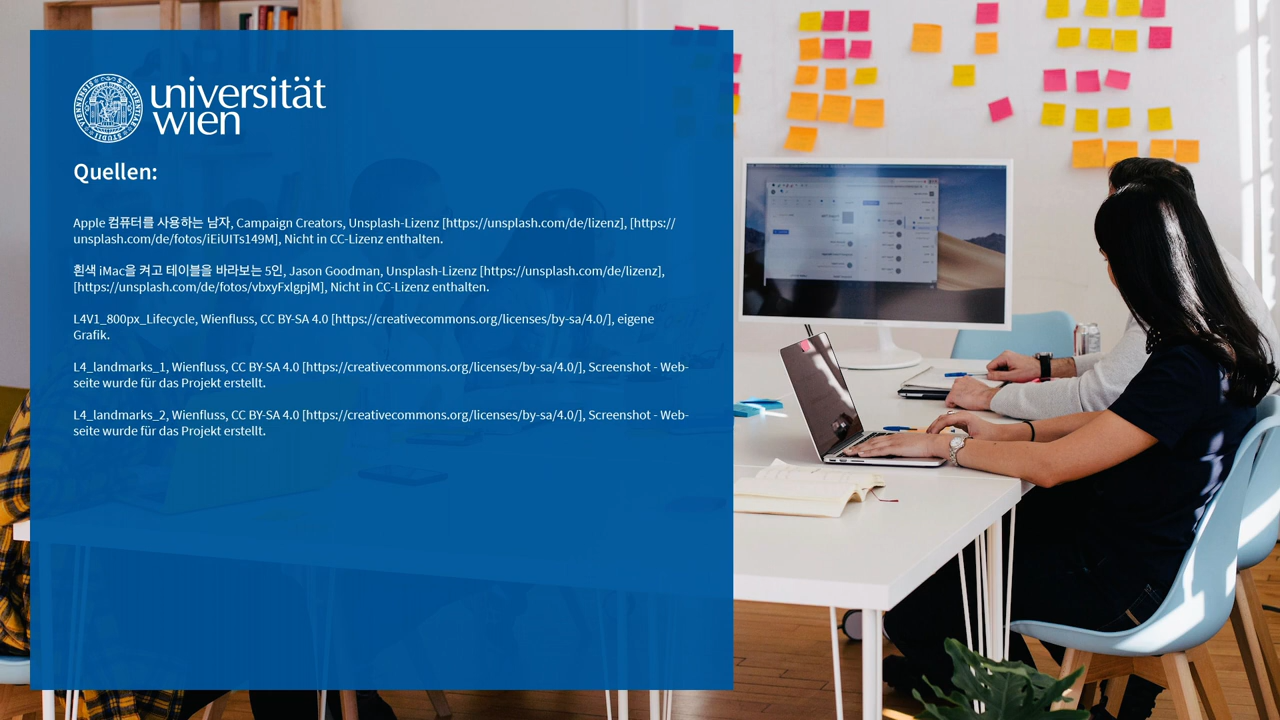 universität
wien
Quellen:
Apple 컴퓨터를 사용하는 남자, Campaign Creators, Unsplash-Lizenz [https://unsplash.com/de/lizenz], [https://
unsplash.com/de/fotos/iEiUITs149M], Nicht in CC-Lizenz enthalten.
흰색 iMac을 켜고 테이블을 바라보는 5인, Jason Goodman, Unsplash-Lizenz [https://unsplash.com/de/lizenz],
[https://unsplash.com/de/fotos/vbxyFxlgpjM], Nicht in CC-Lizenz enthalten.
L4V1_800px_Lifecycle, Wienfluss, CC BY-SA 4.0 [https://creativecommons.org/licenses/by-sa/4.0/], eigene
Grafik.
L4_landmarks_1, Wienfluss, CC BY-SA 4.0 [https://creativecommons.org/licenses/by-sa/4.0/], Screenshot - Web-
seite wurde für das Projekt erstellt.
L4_landmarks_2, Wienfluss, CC BY-SA 4.0 [https://creativecommons.org/licenses/by-sa/4.0/], Screenshot - Web-
seite wurde für das Projekt erstellt.